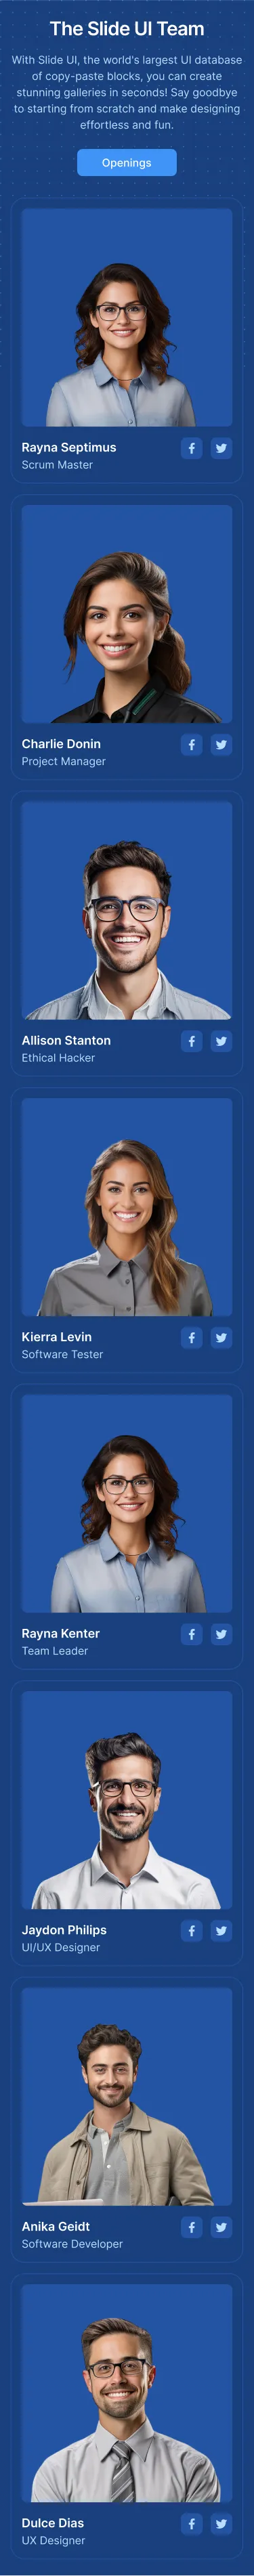 The Slide UI Team
With Slide UI, the world's largest UI database
of copy-paste blocks, you can create
stunning galleries in seconds! Say goodbye
to starting from scratch and make designing
effortless and fun.
Openings
Rayna Septimus
Scrum Master
Charlie Donin
Project Manager
Allison Stanton
Ethical Hacker
Kierra Levin
Software Tester
Rayna Kenter
Team Leader
Jaydon Philips
UI/UX Designer
Anika Geidt
Software Developer
Dulce Dias
UX Designer